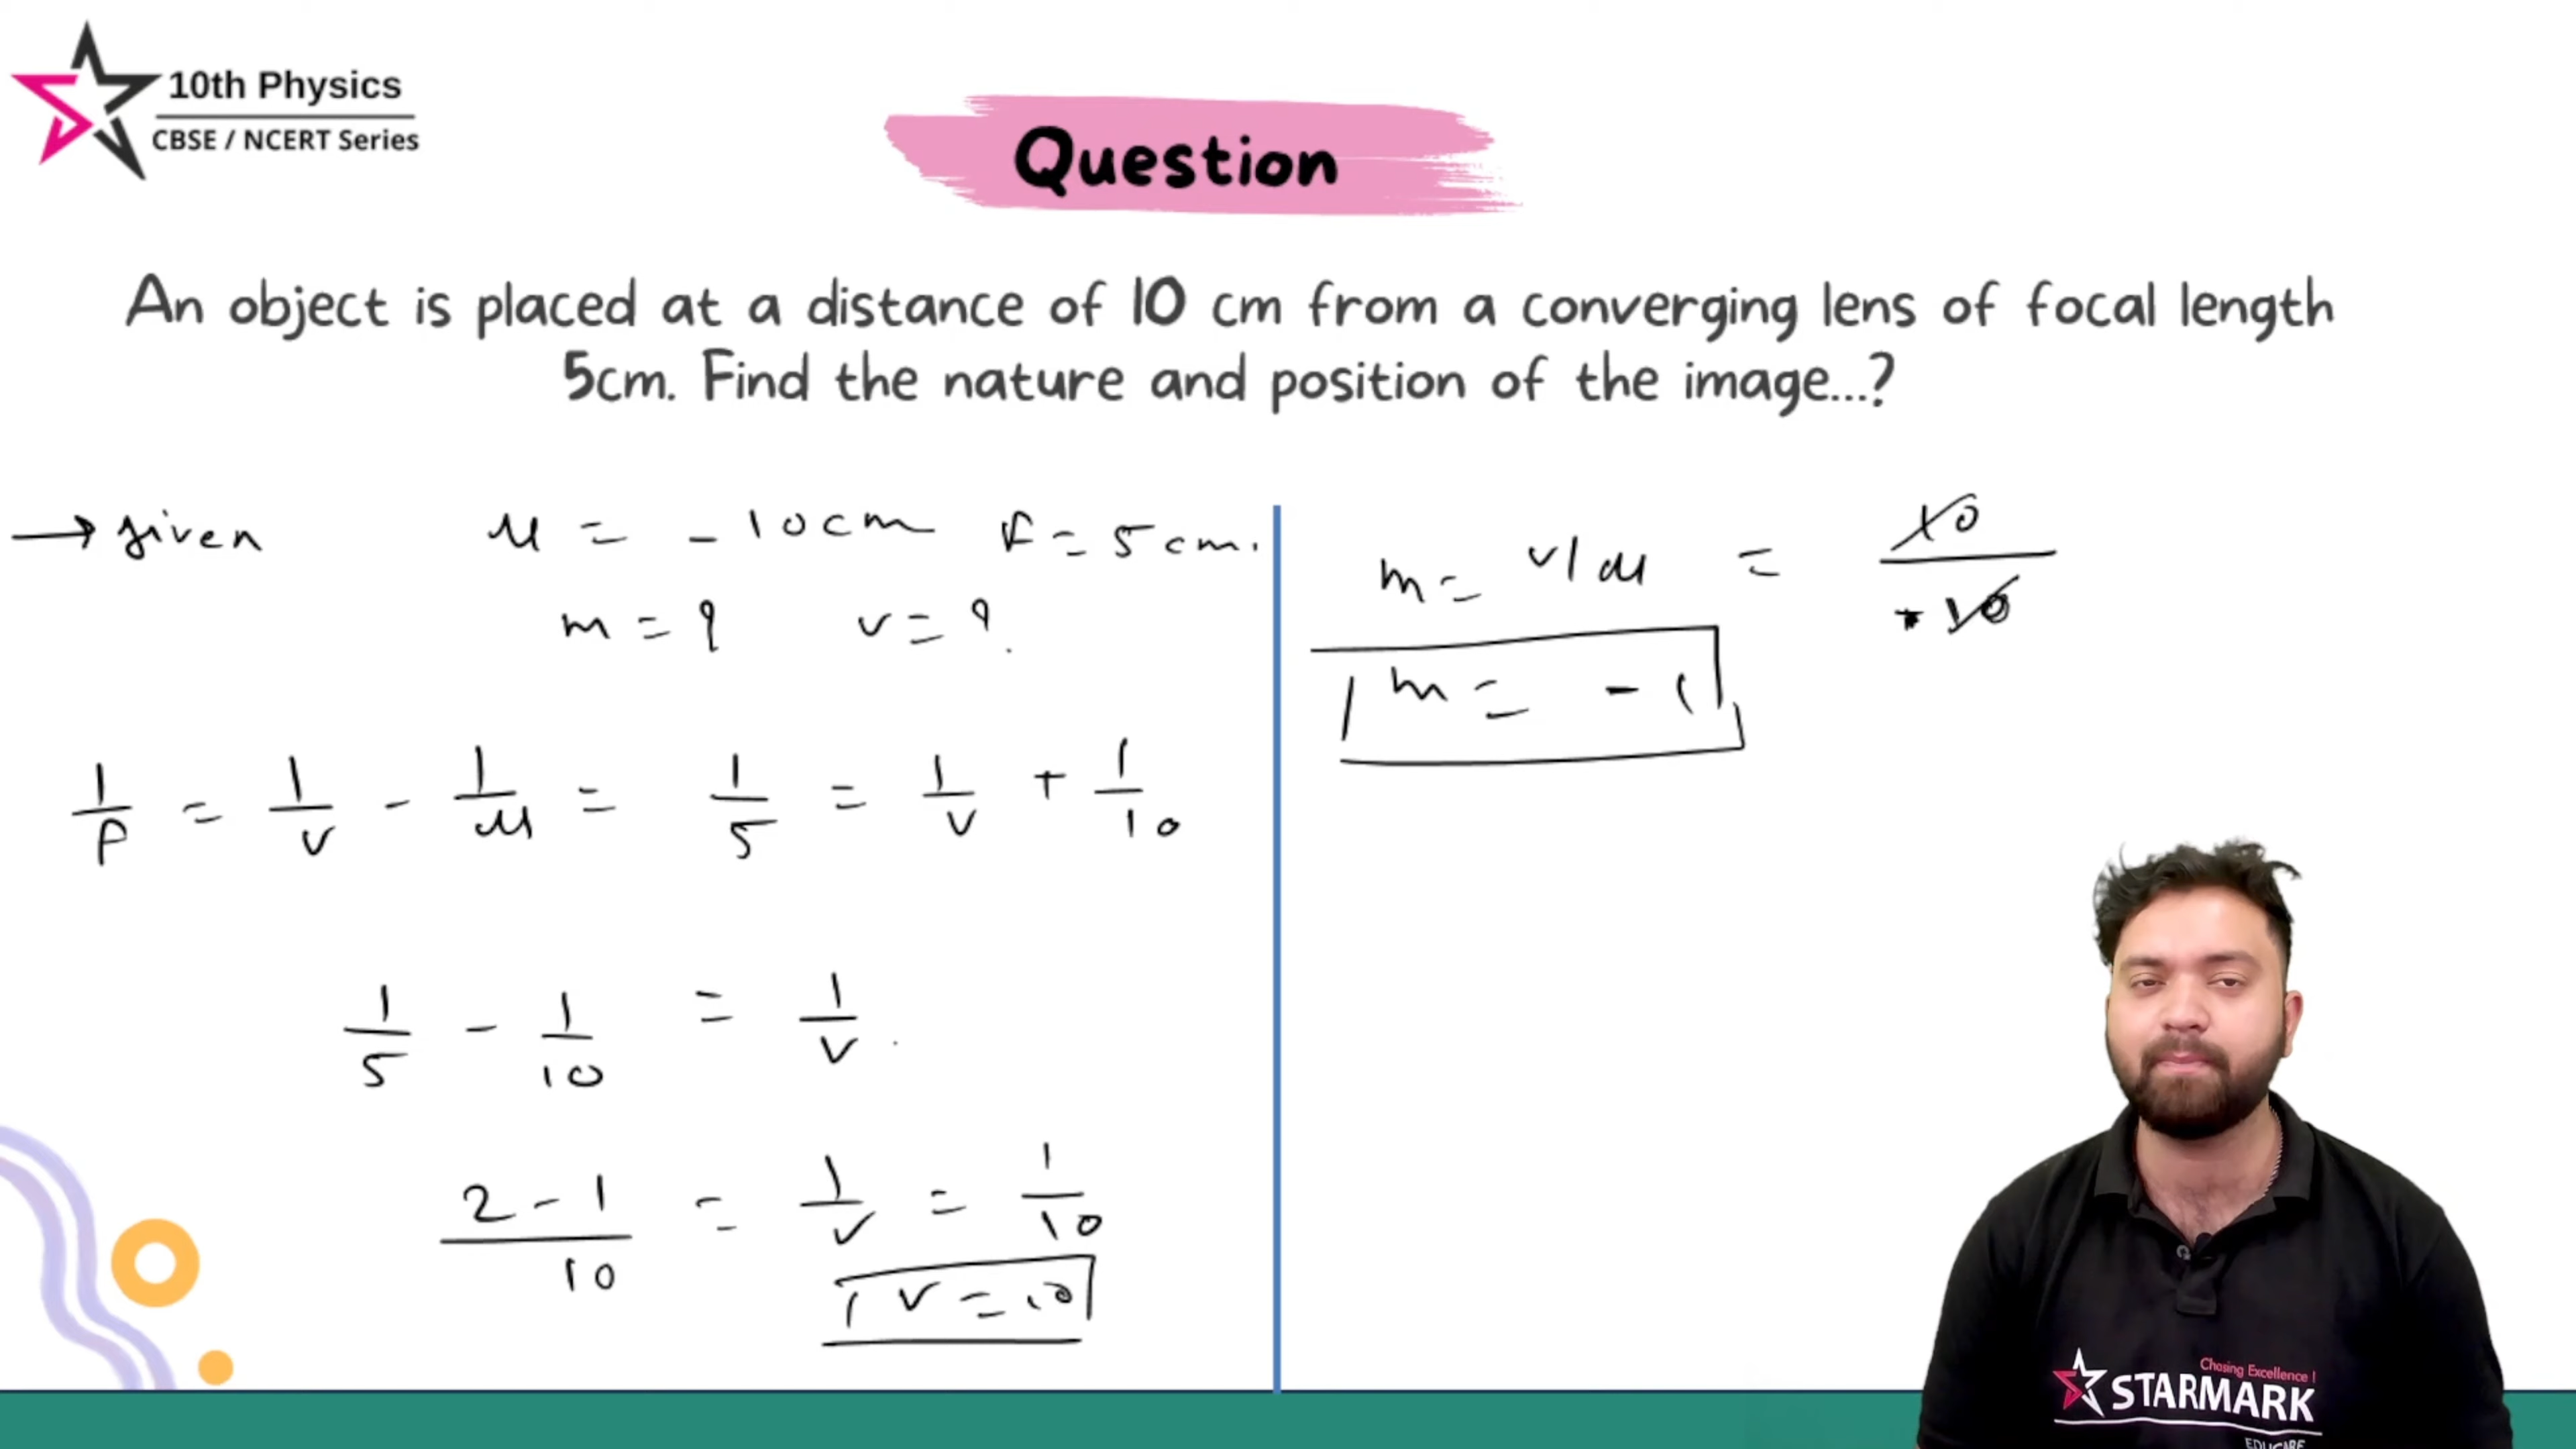 10th Physics
CBSE / NCERT Series
Question
An object is placed at a distance of 10 cm from a converging lens of focal length
5cm. Find the nature and position of the image...?
→ given u = -10cm f = 5cm.
m = ? v = ?
1/f = 1/v - 1/u = 1/5 = 1/v + 1/10
1/5 - 1/10 = 1/v
2-1/10 = 1/v = 1/10
v = 10
m = v/u = 10/-10
m = -1
Chasing Excellence !
STARMARK